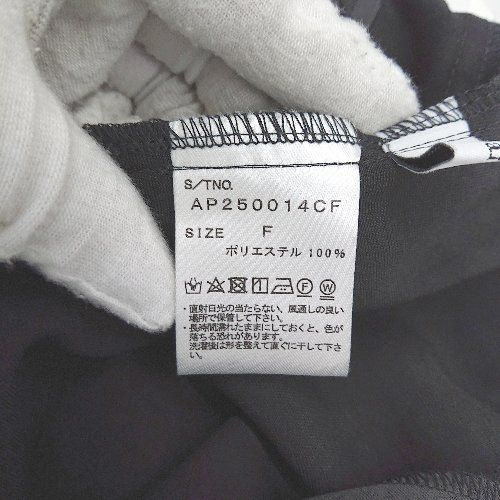 S/TNO.
AP250014CF
SIZE F
ポリエステル 100%
・直射日光の当たらない、風通しの良い
場所で保管して下さい。
・長時間濡れたままにしておくと、色が
落ちる恐れがあります。
洗濯後は形を整えて直ぐに干して下さ
い。